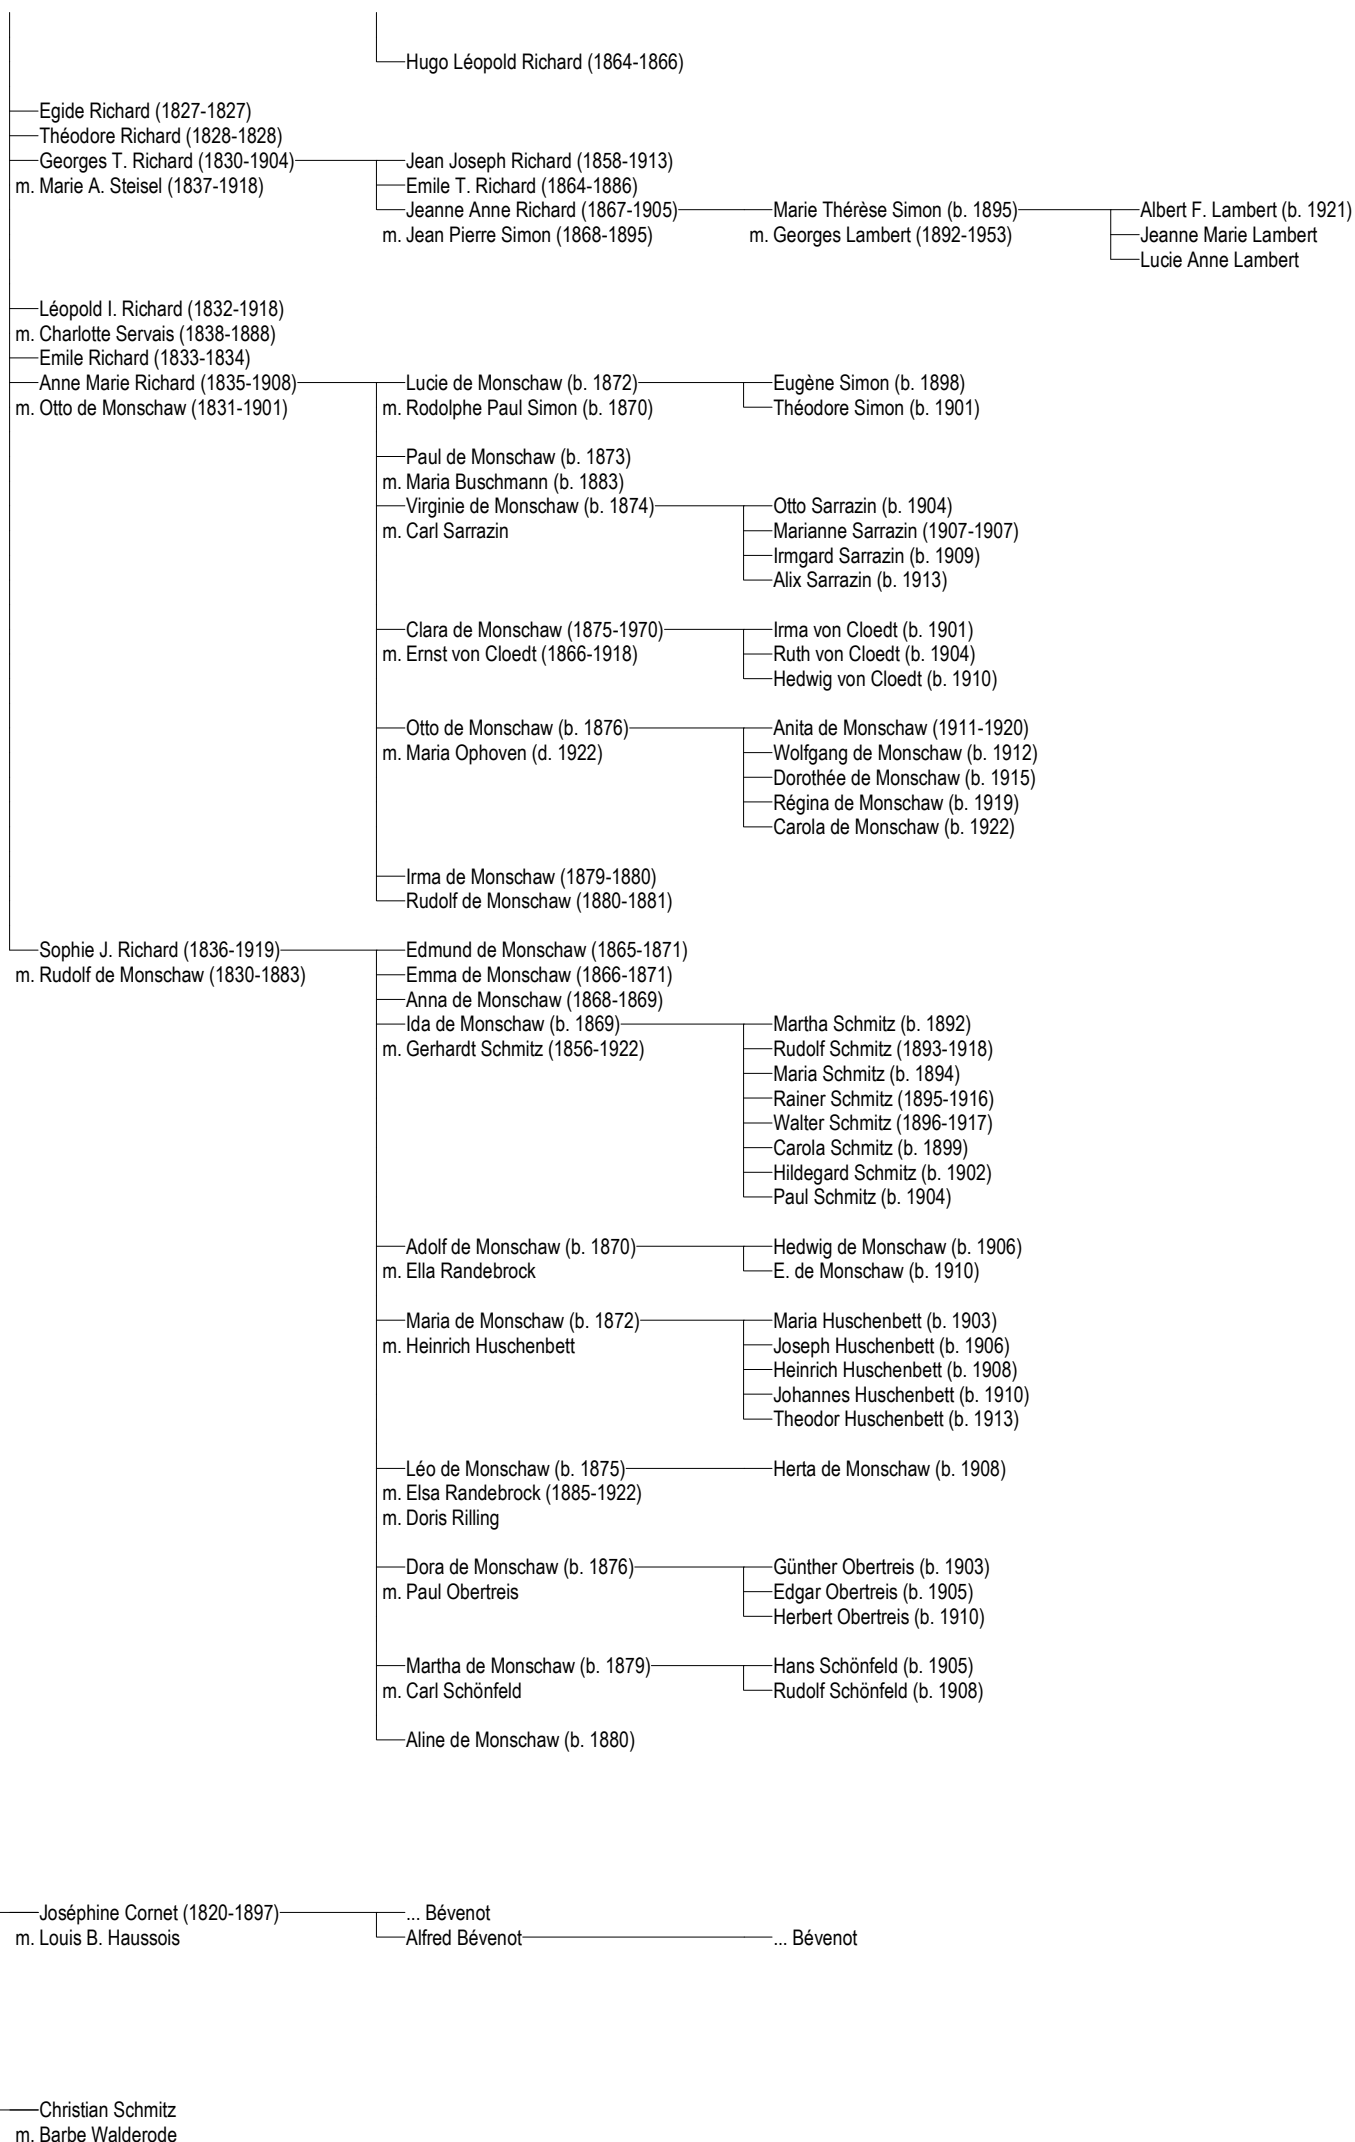 Hugo Léopold Richard (1864-1866)
Egide Richard (1827-1827)
Théodore Richard (1828-1828)
Georges T. Richard (1830-1904) Jean Joseph Richard (1858-1913)
m. Marie A. Steisel (1837-1918) Emile T. Richard (1864-1886)
Jeanne Anne Richard (1867-1905) Marie Thérèse Simon (b. 1895) Albert F. Lambert (b. 1921)
m. Jean Pierre Simon (1868-1895) m. Georges Lambert (1892-1953) Jeanne Marie Lambert
Lucie Anne Lambert
Léopold I. Richard (1832-1918)
m. Charlotte Servais (1838-1888)
Emile Richard (1833-1834)
Anne Marie Richard (1835-1908) Lucie de Monschaw (b. 1872) Eugène Simon (b. 1898)
m. Otto de Monschaw (1831-1901) m. Rodolphe Paul Simon (b. 1870) Théodore Simon (b. 1901)
Paul de Monschaw (b. 1873)
m. Maria Buschmann (b. 1883)
Virginie de Monschaw (b. 1874) Otto Sarrazin (b. 1904)
m. Carl Sarrazin Marianne Sarrazin (1907-1907)
Irmgard Sarrazin (b. 1909)
Alix Sarrazin (b. 1913)
Clara de Monschaw (1875-1970) Irma von Cloedt (b. 1901)
m. Ernst von Cloedt (1866-1918) Ruth von Cloedt (b. 1904)
Hedwig von Cloedt (b. 1910)
Otto de Monschaw (b. 1876) Anita de Monschaw (1911-1920)
m. Maria Ophoven (d. 1922) Wolfgang de Monschaw (b. 1912)
Dorothée de Monschaw (b. 1915)
Régina de Monschaw (b. 1919)
Carola de Monschaw (b. 1922)
Irma de Monschaw (1879-1880)
Rudolf de Monschaw (1880-1881)
Sophie J. Richard (1836-1919) Edmund de Monschaw (1865-1871)
m. Rudolf de Monschaw (1830-1883) Emma de Monschaw (1866-1871)
Anna de Monschaw (1868-1869)
Ida de Monschaw (b. 1869) Martha Schmitz (b. 1892)
m. Gerhardt Schmitz (1856-1922) Rudolf Schmitz (1893-1918)
Maria Schmitz (b. 1894)
Rainer Schmitz (1895-1916)
Walter Schmitz (1896-1917)
Carola Schmitz (b. 1899)
Hildegard Schmitz (b. 1902)
Paul Schmitz (b. 1904)
Adolf de Monschaw (b. 1870) Hedwig de Monschaw (b. 1906)
m. Ella Randebrock E. de Monschaw (b. 1910)
Maria de Monschaw (b. 1872) Maria Huschenbett (b. 1903)
m. Heinrich Huschenbett Joseph Huschenbett (b. 1906)
Heinrich Huschenbett (b. 1908)
Johannes Huschenbett (b. 1910)
Theodor Huschenbett (b. 1913)
Léo de Monschaw (b. 1875) Herta de Monschaw (b. 1908)
m. Elsa Randebrock (1885-1922)
m. Doris Rilling
Dora de Monschaw (b. 1876) Günther Obertreis (b. 1903)
m. Paul Obertreis Edgar Obertreis (b. 1905)
Herbert Obertreis (b. 1910)
Martha de Monschaw (b. 1879) Hans Schönfeld (b. 1905)
m. Carl Schönfeld Rudolf Schönfeld (b. 1908)
Aline de Monschaw (b. 1880)
Joséphine Cornet (1820-1897) ... Bévenot
m. Louis B. Haussois Alfred Bévenot ... Bévenot
Christian Schmitz
m. Barbe Walderode